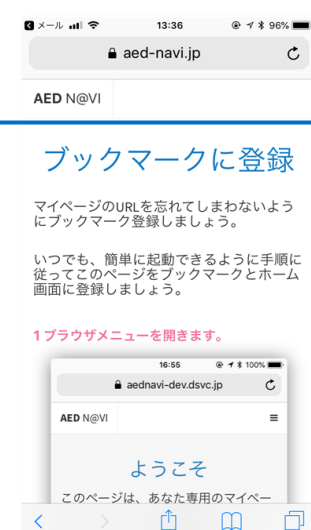 メール 13:36 96%
aed-navi.jp
AED N@VI
ブックマークに登録
マイページのURLを忘れてしまわないよう
にブックマーク登録しましょう。
いつでも、簡単に起動できるように手順に
従ってこのページをブックマークとホーム
画面に登録しましょう。
1 ブラウザメニューを開きます。
16:55 100%
aednavi-dev.dsvc.jp
AED N@VI
ようこそ
このページは、あなた専用のマイペー